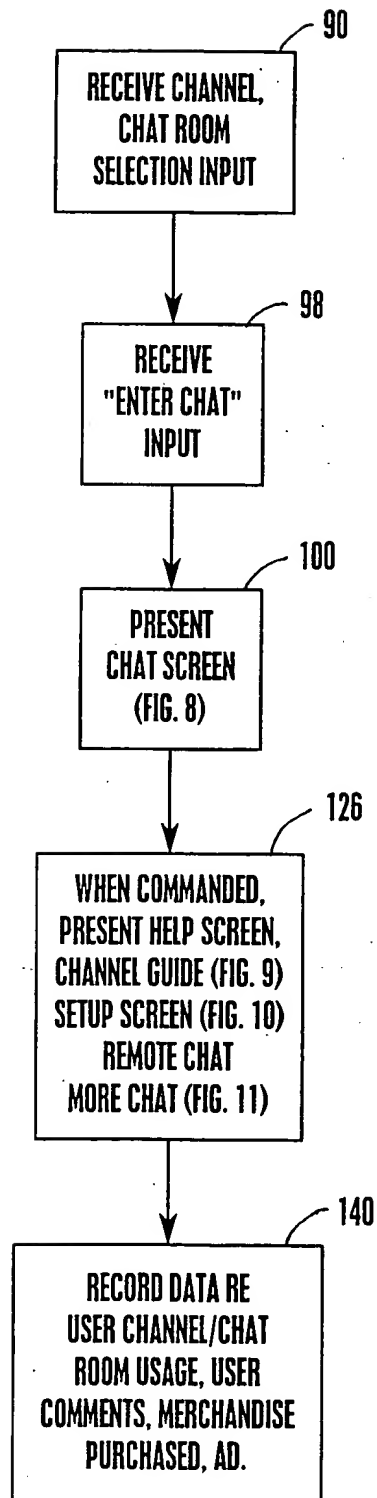 90
RECEIVE CHANNEL,
CHAT ROOM
SELECTION INPUT
98
RECEIVE
"ENTER CHAT"
INPUT
100
PRESENT
CHAT SCREEN
(FIG. 8)
126
WHEN COMMANDED,
PRESENT HELP SCREEN,
CHANNEL GUIDE (FIG. 9)
SETUP SCREEN (FIG. 10)
REMOTE CHAT
MORE CHAT (FIG. 11)
140
RECORD DATA RE
USER CHANNEL/CHAT
ROOM USAGE, USER
COMMENTS, MERCHANDISE
PURCHASED, AD.